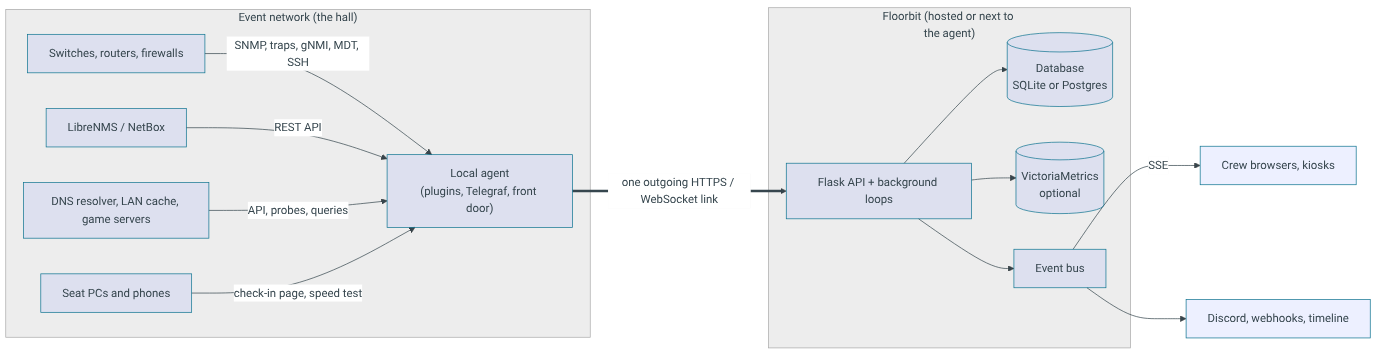 Event network (the hall)
Switches, routers, firewalls
SNMP, traps, gNMI, MDT,
SSH
LibreNMS / NetBox
REST API
DNS resolver, LAN cache,
game servers
API, probes, queries
Seat PCs and phones
check-in page, speed test
Local agent
(plugins, Telegraf, front
door)
one outgoing HTTPS /
WebSocket link
Floorbit (hosted or next to
the agent)
Flask API + background
loops
Database
SQLite or Postgres
VictoriaMetrics
optional
Event bus
SSE
Crew browsers, kiosks
Discord, webhooks, timeline